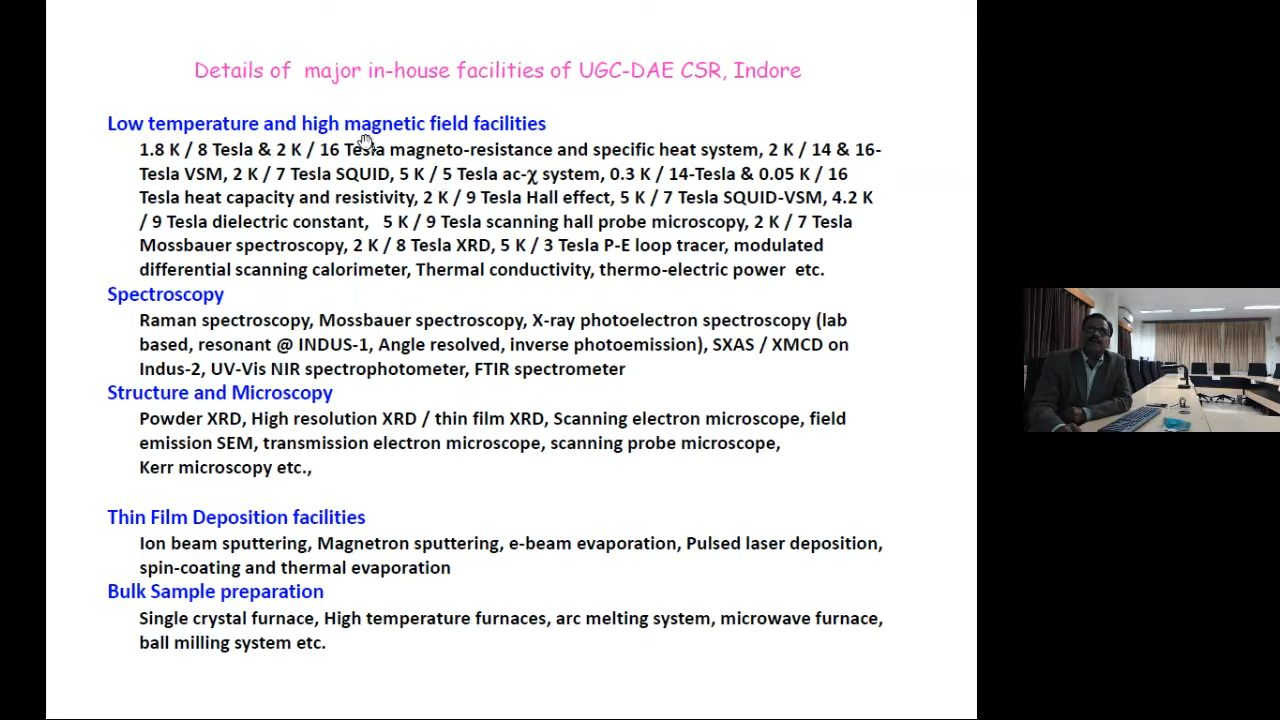 Details of major in-house facilities of UGC-DAE CSR, Indore
Low temperature and high magnetic field facilities
1.8 K / 8 Tesla & 2 K / 16 Tesla magneto-resistance and specific heat system, 2 K / 14 & 16-
Tesla VSM, 2 K / 7 Tesla SQUID, 5 K / 5 Tesla ac-χ system, 0.3 K / 14-Tesla & 0.05 K / 16
Tesla heat capacity and resistivity, 2 K / 9 Tesla Hall effect, 5 K / 7 Tesla SQUID-VSM, 4.2 K
/ 9 Tesla dielectric constant, 5 K / 9 Tesla scanning hall probe microscopy, 2 K / 7 Tesla
Mossbauer spectroscopy, 2 K / 8 Tesla XRD, 5 K / 3 Tesla P-E loop tracer, modulated
differential scanning calorimeter, Thermal conductivity, thermo-electric power etc.
Spectroscopy
Raman spectroscopy, Mossbauer spectroscopy, X-ray photoelectron spectroscopy (lab
based, resonant @ INDUS-1, Angle resolved, inverse photoemission), SXAS / XMCD on
Indus-2, UV-Vis NIR spectrophotometer, FTIR spectrometer
Structure and Microscopy
Powder XRD, High resolution XRD / thin film XRD, Scanning electron microscope, field
emission SEM, transmission electron microscope, scanning probe microscope,
Kerr microscopy etc.,
Thin Film Deposition facilities
Ion beam sputtering, Magnetron sputtering, e-beam evaporation, Pulsed laser deposition,
spin-coating and thermal evaporation
Bulk Sample preparation
Single crystal furnace, High temperature furnaces, arc melting system, microwave furnace,
ball milling system etc.